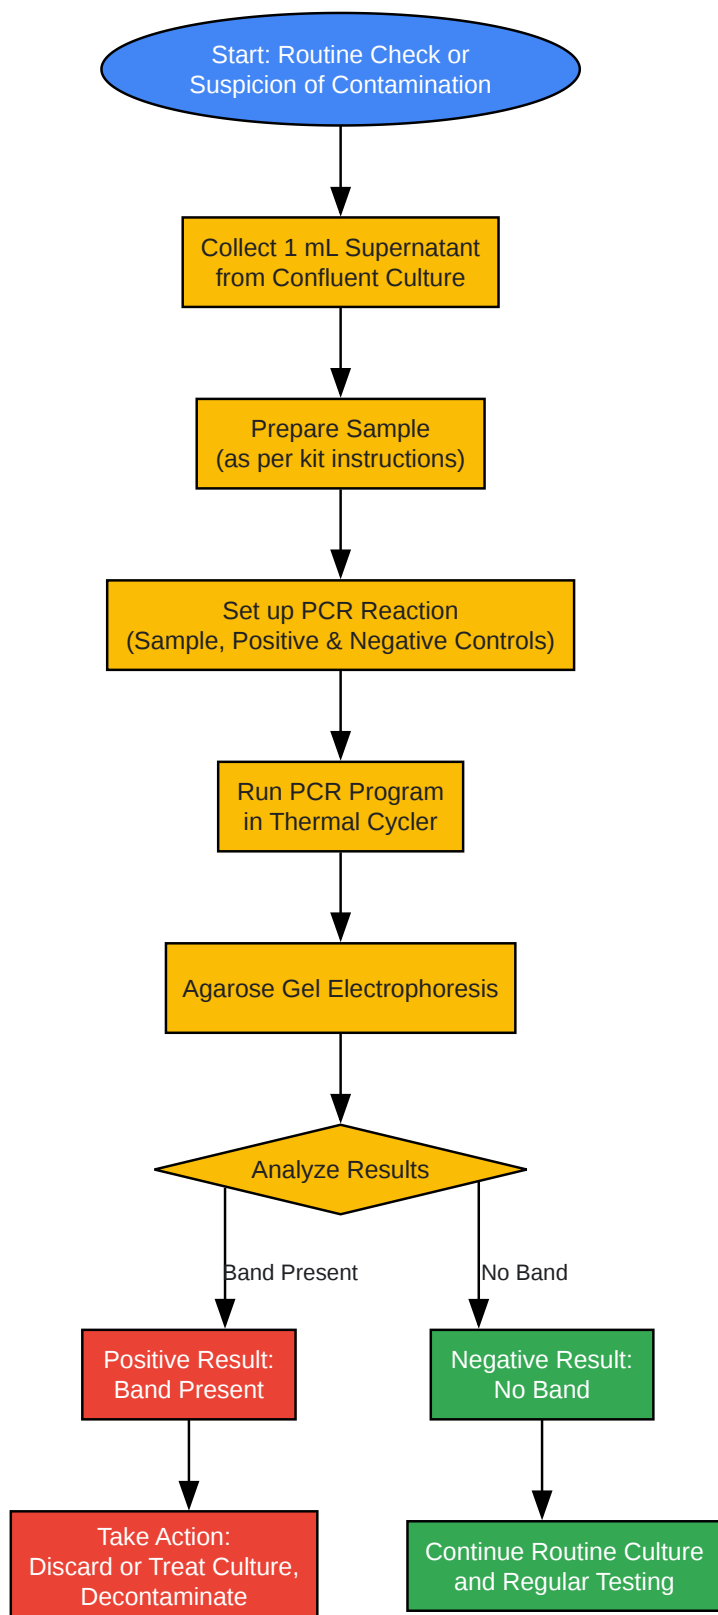 Start: Routine Check or
Suspicion of Contamination
Collect 1 mL Supernatant
from Confluent Culture
Prepare Sample
(as per kit instructions)
Set up PCR Reaction
(Sample, Positive & Negative Controls)
Run PCR Program
in Thermal Cycler
Agarose Gel Electrophoresis
Analyze Results
Band Present
No Band
Positive Result:
Band Present
Negative Result:
No Band
Take Action:
Discard or Treat Culture,
Decontaminate
Continue Routine Culture
and Regular Testing